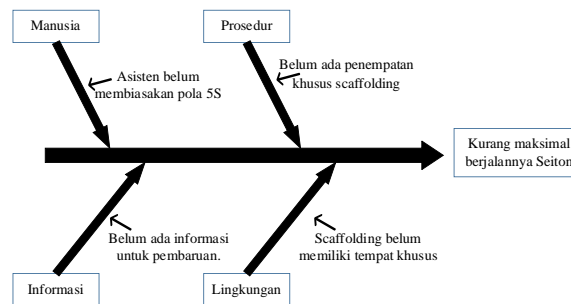 Manusia
Prosedur
Asisten belum
membiasakan pola 5S
Belum ada penempatan
khusus scaffolding
Kurang maksimal
berjalannya Seiton
Belum ada informasi
untuk pembaruan.
Scaffolding belum
memiliki tempat khusus
Informasi
Lingkungan